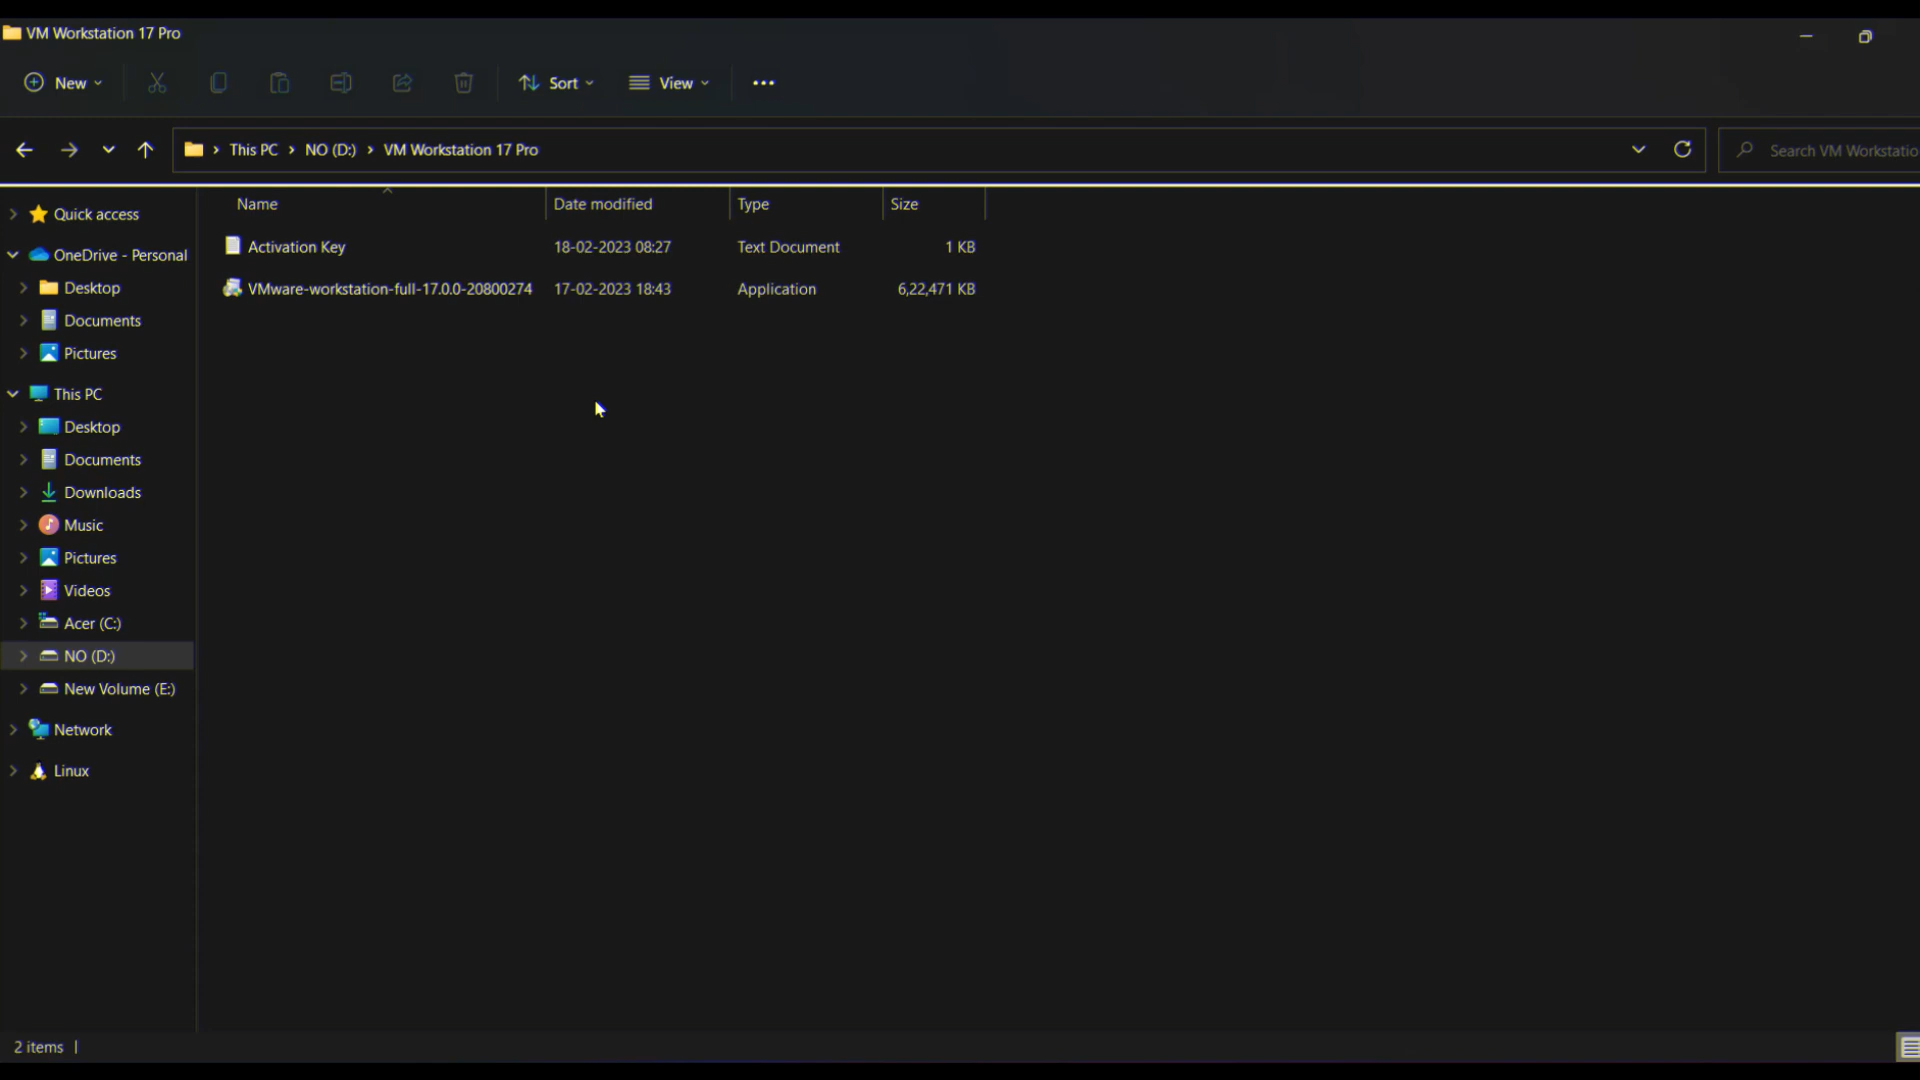 VM Workstation 17 Pro
New
Sort
View
This PC > NO (D:) > VM Workstation 17 Pro
Search VM Workstatio
Name Date modified Type Size
Activation Key 18-02-2023 08:27 Text Document 1 KB
VMware-workstation-full-17.0.0-20800274 17-02-2023 18:43 Application 6,22,471 KB
Quick access
OneDrive - Personal
Desktop
Documents
Pictures
This PC
Desktop
Documents
Downloads
Music
Pictures
Videos
Acer (C:)
NO (D:)
New Volume (E:)
Network
Linux
2 items